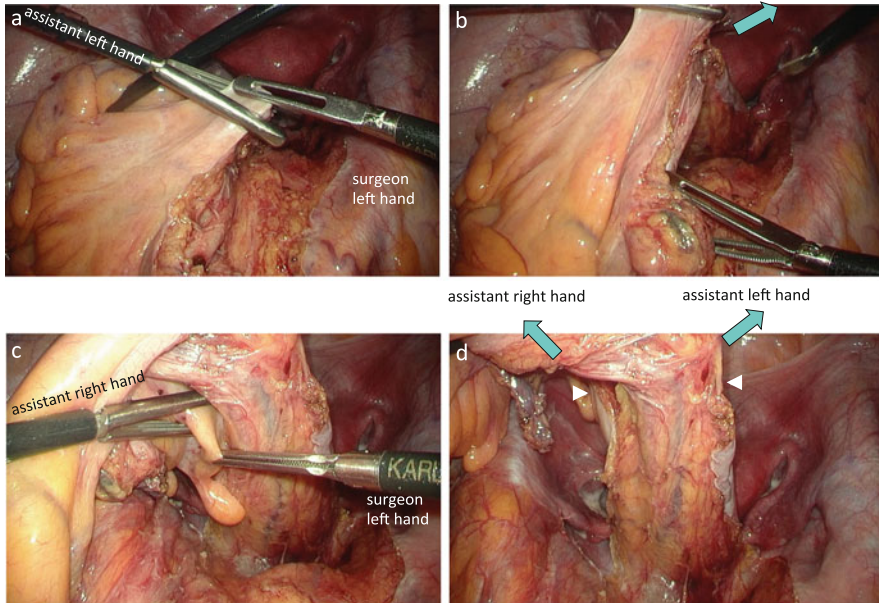 a
assistant left hand
surgeon
left hand
b
assistant right hand
assistant left hand
c
assistant right hand
KARL
surgeon
left hand
d